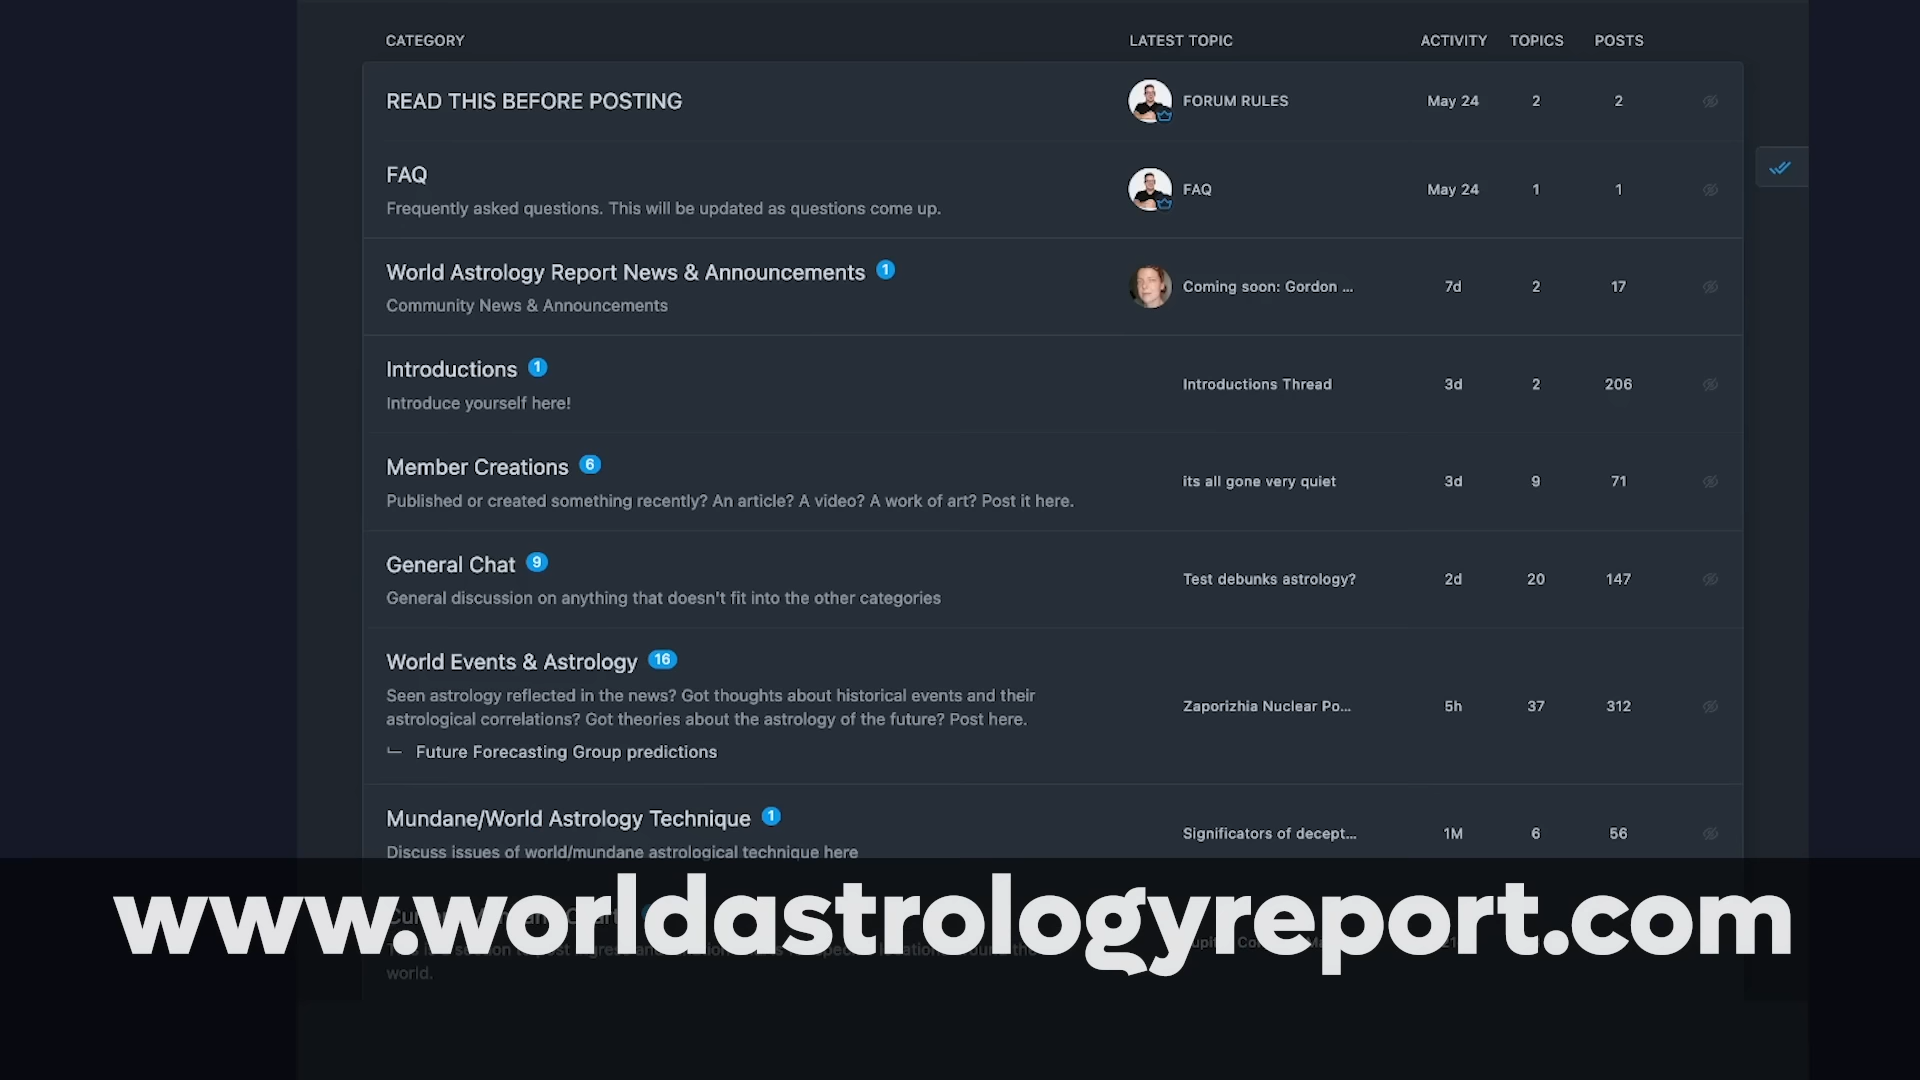 CATEGORY LATEST TOPIC ACTIVITY TOPICS POSTS
READ THIS BEFORE POSTING FORUM RULES May 24 2 2
FAQ
Frequently asked questions. This will be updated as questions come up.
FAQ May 24 1 1
World Astrology Report News & Announcements 1
Community News & Announcements
Coming soon: Gordon ... 7d 2 17
Introductions 1
Introduce yourself here!
Introductions Thread 3d 2 206
Member Creations 6
Published or created something recently? An article? A video? A work of art? Post it here.
its all gone very quiet 3d 9 71
General Chat 9
General discussion on anything that doesn't fit into the other categories
Test debunks astrology? 2d 20 147
World Events & Astrology 16
Seen astrology reflected in the news? Got thoughts about historical events and their
astrological correlations? Got theories about the astrology of the future? Post here.
Future Forecasting Group predictions
Zaporizhia Nuclear Po... 5h 37 312
Mundane/World Astrology Technique 1
Discuss issues of world/mundane astrological technique here
Significators of decept... 1M 6 56
www.worldastrologyreport.com
world.